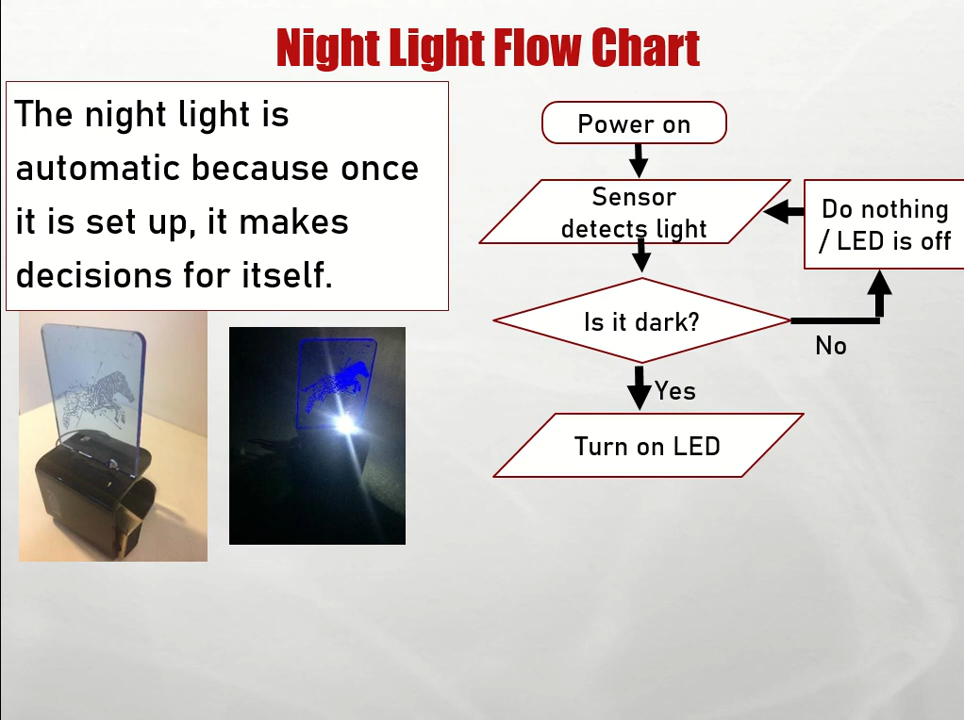 Night Light Flow Chart
The night light is
automatic because once
it is set up, it makes
decisions for itself.
Power on
Sensor
detects light
Do nothing
/ LED is off
Is it dark?
No
Yes
Turn on LED